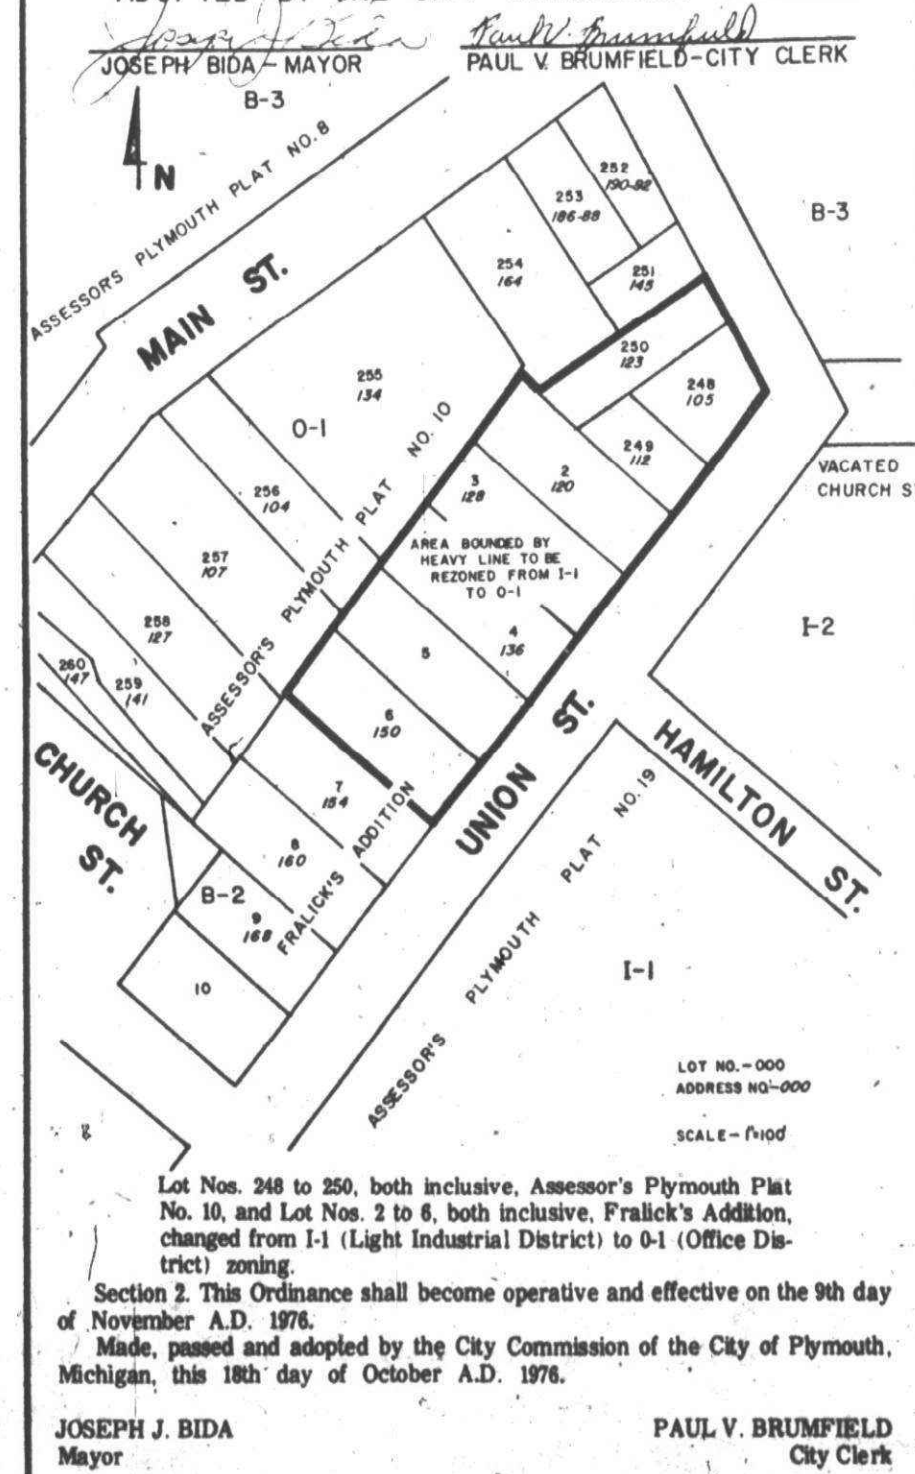 Joseph J. Bida Paul V. Brumfield
JOSEPH BIDA - MAYOR PAUL V. BRUMFIELD-CITY CLERK
B-3
N
ASSESSOR'S PLYMOUTH PLAT NO. 8
MAIN ST.
252
190-92
253
186-88
B-3
254
164
251
145
250
123
255
134
248
105
O-1
249
112
ASSESSOR'S PLYMOUTH PLAT NO. 10
VACATED
CHURCH S
3
128
2
120
256
104
AREA BOUNDED BY
HEAVY LINE TO BE
REZONED FROM I-1
TO O-1
257
107
258
127
I-2
4
136
5
260
147
259
141
6
150
UNION ST.
HAMILTON ST.
CHURCH ST.
7
154
8
160
FRALICK'S ADDITION
B-2
9
168
10
ASSESSOR'S PLYMOUTH PLAT NO. 19
I-1
LOT NO.-000
ADDRESS NO-000
SCALE-1"=100'
Lot Nos. 248 to 250, both inclusive, Assessor's Plymouth Plat
No. 10, and Lot Nos. 2 to 6, both inclusive, Fralick's Addition,
changed from I-1 (Light Industrial District) to 0-1 (Office Dis-
trict) zoning.
Section 2. This Ordinance shall become operative and effective on the 9th day
of November A.D. 1976.
Made, passed and adopted by the City Commission of the City of Plymouth,
Michigan, this 18th day of October A.D. 1976.
JOSEPH J. BIDA PAUL V. BRUMFIELD
Mayor City Clerk